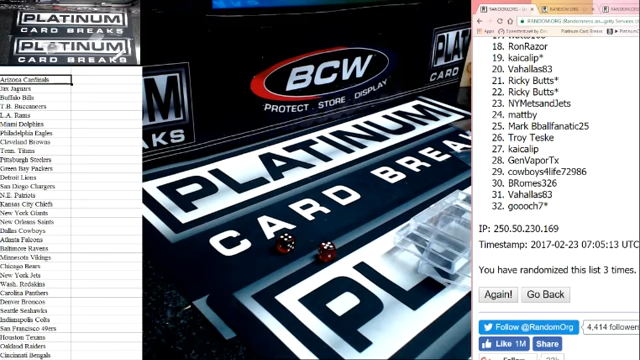 PLATINUM
CARD BREAKS
PLATINUM
CARD BREAKS
Arizona Cardinals
Jax Jaguars
Buffalo Bills
T.B. Buccaneers
L.A. Rams
Miami Dolphins
Philadelphia Eagles
Cleveland Browns
Tenn. Titans
Pittsburgh Steelers
Green Bay Packers
Detroit Lions
San Diego Chargers
N.E. Patriots
Kansas City Chiefs
New York Giants
New Orleans Saints
Dallas Cowboys
Atlanta Falcons
Baltimore Ravens
Minnesota Vikings
Chicago Bears
New York Jets
Wash. Redskins
Carolina Panthers
Denver Broncos
Seattle Seahawks
Indianapolis Colts
San Francisco 49ers
Houston Texans
Oakland Raiders
Cincinnati Bengals
BCW
PROTECT . STORE . DISPLAY
PLATINUM
CARD BREAK
PL
18. RonRazor
19. kaicalip*
20. Vahallas83
21. Ricky Butts*
22. Ricky Butts*
23. NYMetsandJets
24. mattby
25. Mark Bballfanatic25
26. Troy Teske
27. kaicalip
28. GenVaporTx
29. cowboys4life72986
30. BRomes326
31. Vahallas83
32. goooch7*
IP: 250.50.230.169
Timestamp: 2017-02-23 07:05:13 UTC
You have randomized this list 3 times.
Again!
Go Back
Follow @RandomOrg
4,414 followers
Like 1M
Share